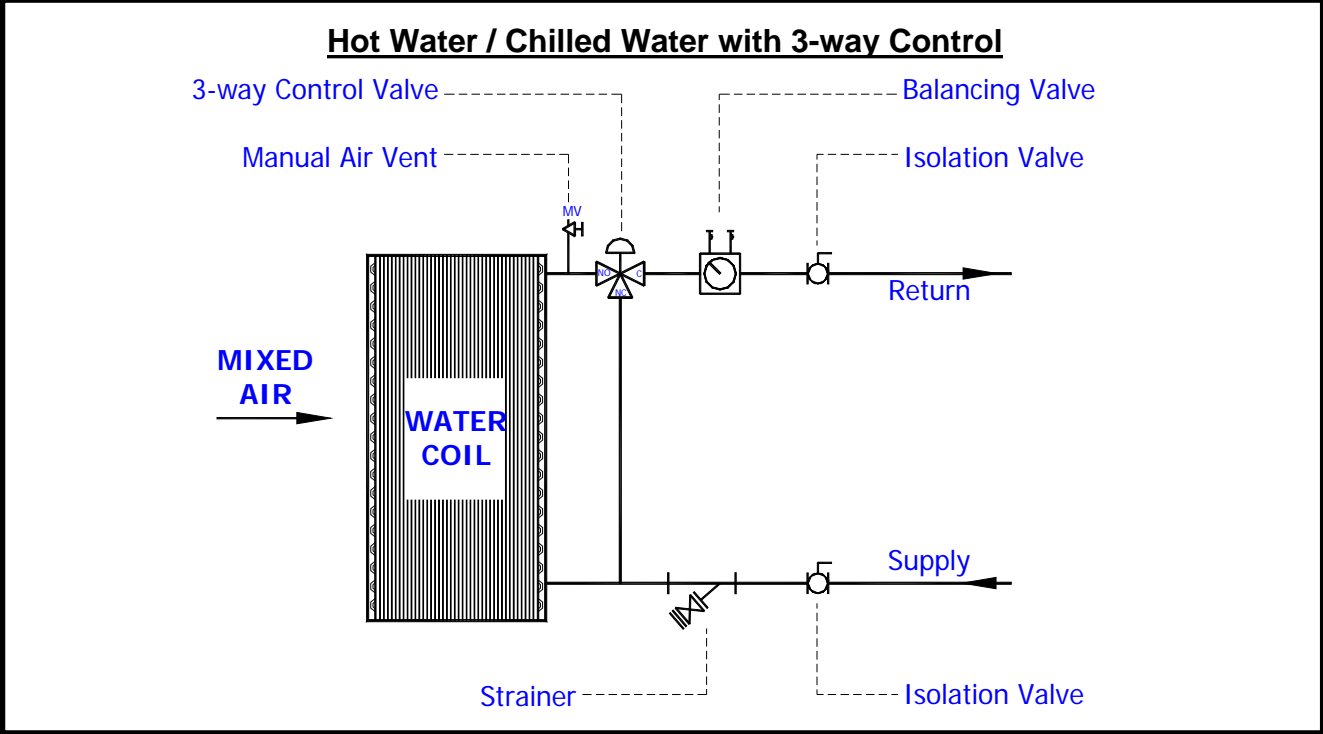 Hot Water / Chilled Water with 3-way Control
3-way Control Valve
Balancing Valve
Manual Air Vent
Isolation Valve
MV
NO
C
NC
Return
MIXED
AIR
WATER
COIL
Supply
Strainer
Isolation Valve